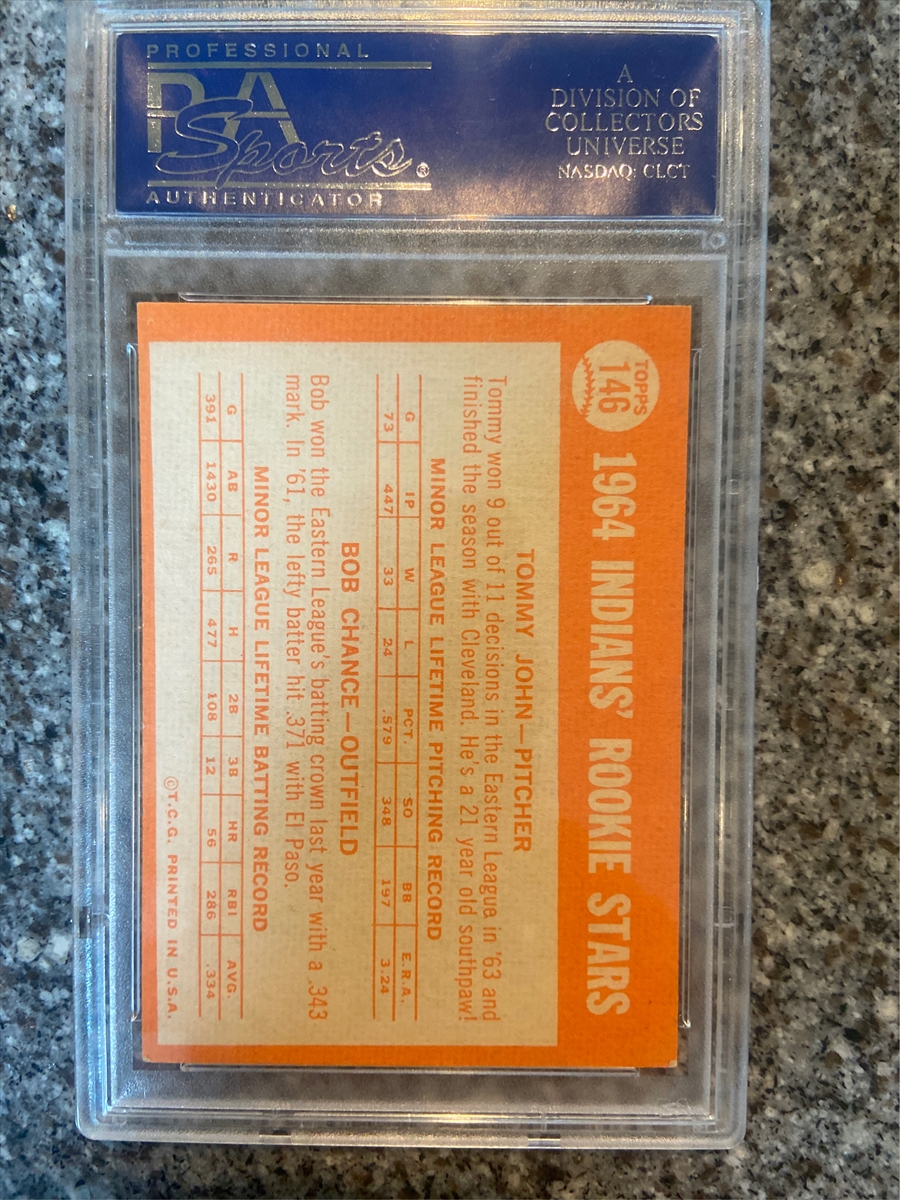 PROFESSIONAL
PSA
Sports®
AUTHENTICATOR
A
DIVISION OF
COLLECTORS
UNIVERSE
NASDAQ: CLCT
TOPPS
146
1964 INDIANS' ROOKIE STARS
TOMMY JOHN—PITCHER
Tommy won 9 out of 11 decisions in the Eastern League in '63 and
finished the season with Cleveland. He's a 21 year old southpaw!
MINOR LEAGUE LIFETIME PITCHING RECORD
G IP W L PCT. SO BB E.R.A.
73 447 33 24 .579 348 197 3.24
BOB CHANCE—OUTFIELD
Bob won the Eastern League's batting crown last year with a .343
mark. In '61, the lefty batter hit .371 with El Paso.
MINOR LEAGUE LIFETIME BATTING RECORD
G AB R H 2B 3B HR RBI AVG.
391 1430 265 477 108 12 56 286 .334
©T.C.G. PRINTED IN U.S.A.